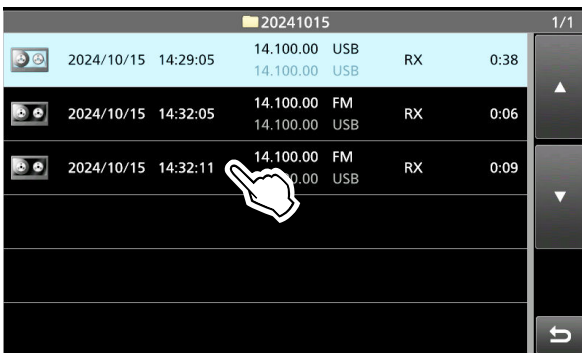 20241015 1/1
2024/10/15 14:29:05 14.100.00 USB RX 0:38
14.100.00 USB
2024/10/15 14:32:05 14.100.00 FM RX 0:06
14.100.00 USB
2024/10/15 14:32:11 14.100.00 FM RX 0:09
0.00 USB